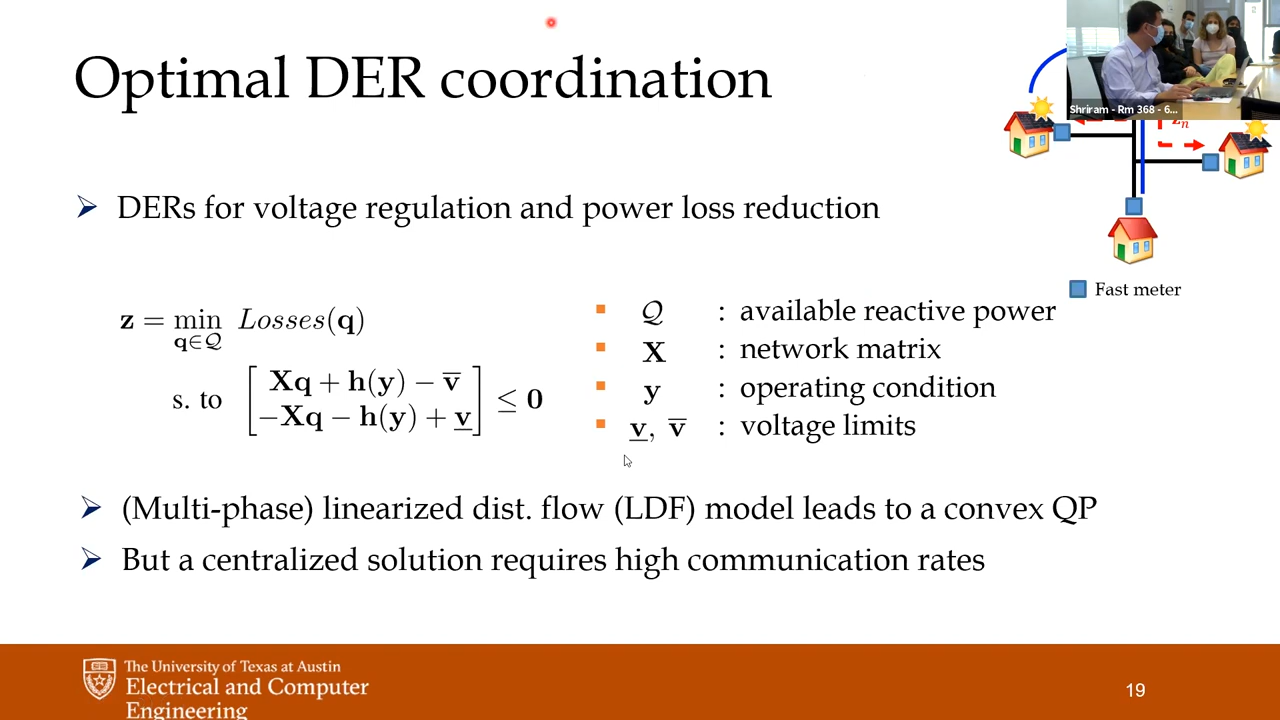 Optimal DER coordination
Shriram - Rm 368 - 6...
zₙ
➢ DERs for voltage regulation and power loss reduction
Fast meter
z = min Losses(q)
q∈𝒬
s. to [ Xq + h(y) − v̅
−Xq − h(y) + v̲ ] ≤ 0
▪ 𝒬 : available reactive power
▪ X : network matrix
▪ y : operating condition
▪ v̲, v̅ : voltage limits
➢ (Multi-phase) linearized dist. flow (LDF) model leads to a convex QP
➢ But a centralized solution requires high communication rates
The University of Texas at Austin
Electrical and Computer
Engineering
19